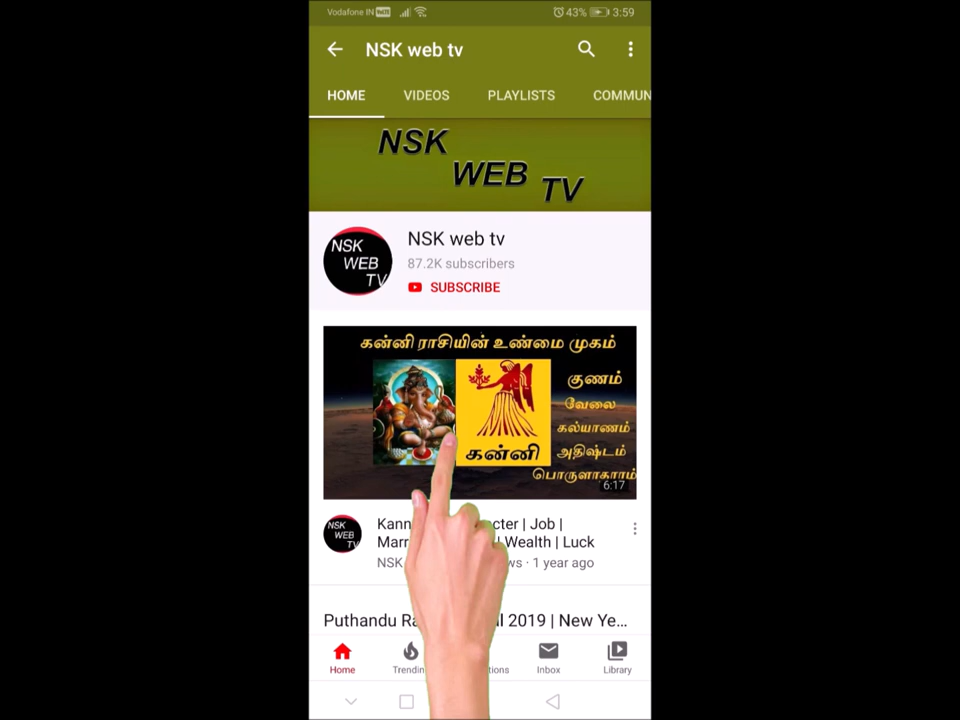 Vodafone IN VoLTE 43% 3:59
NSK web tv
HOME VIDEOS PLAYLISTS COMMUN
NSK
WEB
TV
NSK
WEB
TV
NSK web tv
87.2K subscribers
SUBSCRIBE
கன்னி ராசியின் உண்மை முகம்
குணம்
வேலை
கல்யாணம்
அதிஷ்டம்
பொருளாகாரம்
கன்னி
6:17
NSK
WEB
TV
Kann cter | Job |
Marr | Wealth | Luck
NSK ws · 1 year ago
Puthandu Ra il 2019 | New Ye...
Home Trendin tions Inbox Library